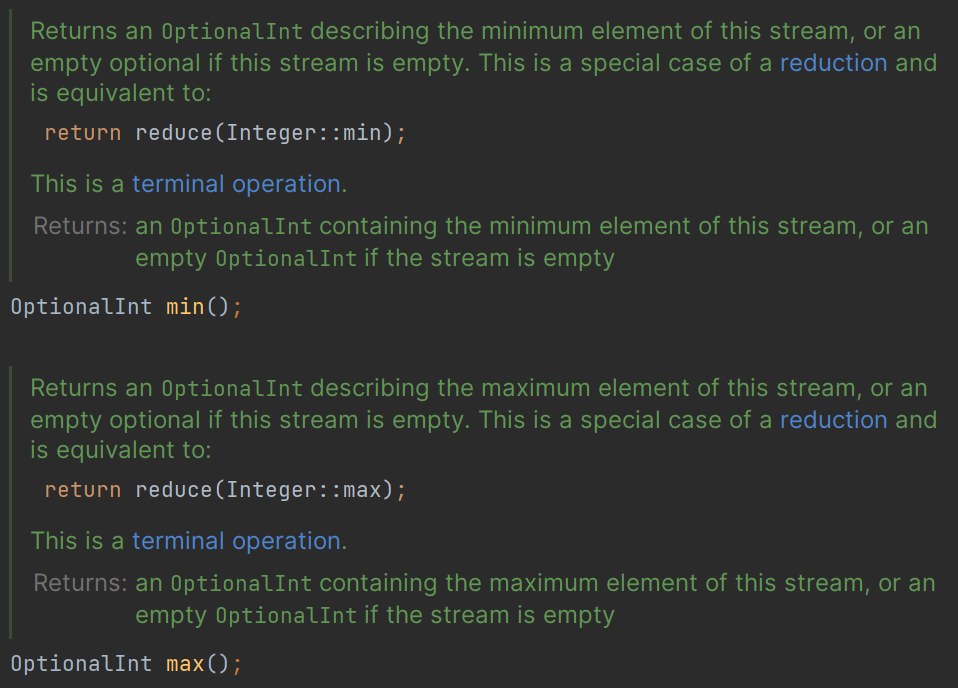 Returns an OptionalInt describing the minimum element of this stream, or an
empty optional if this stream is empty. This is a special case of a reduction and
is equivalent to:
return reduce(Integer::min);
This is a terminal operation.
Returns: an OptionalInt containing the minimum element of this stream, or an
empty OptionalInt if the stream is empty
OptionalInt min();
Returns an OptionalInt describing the maximum element of this stream, or an
empty optional if this stream is empty. This is a special case of a reduction and
is equivalent to:
return reduce(Integer::max);
This is a terminal operation.
Returns: an OptionalInt containing the maximum element of this stream, or an
empty OptionalInt if the stream is empty
OptionalInt max();